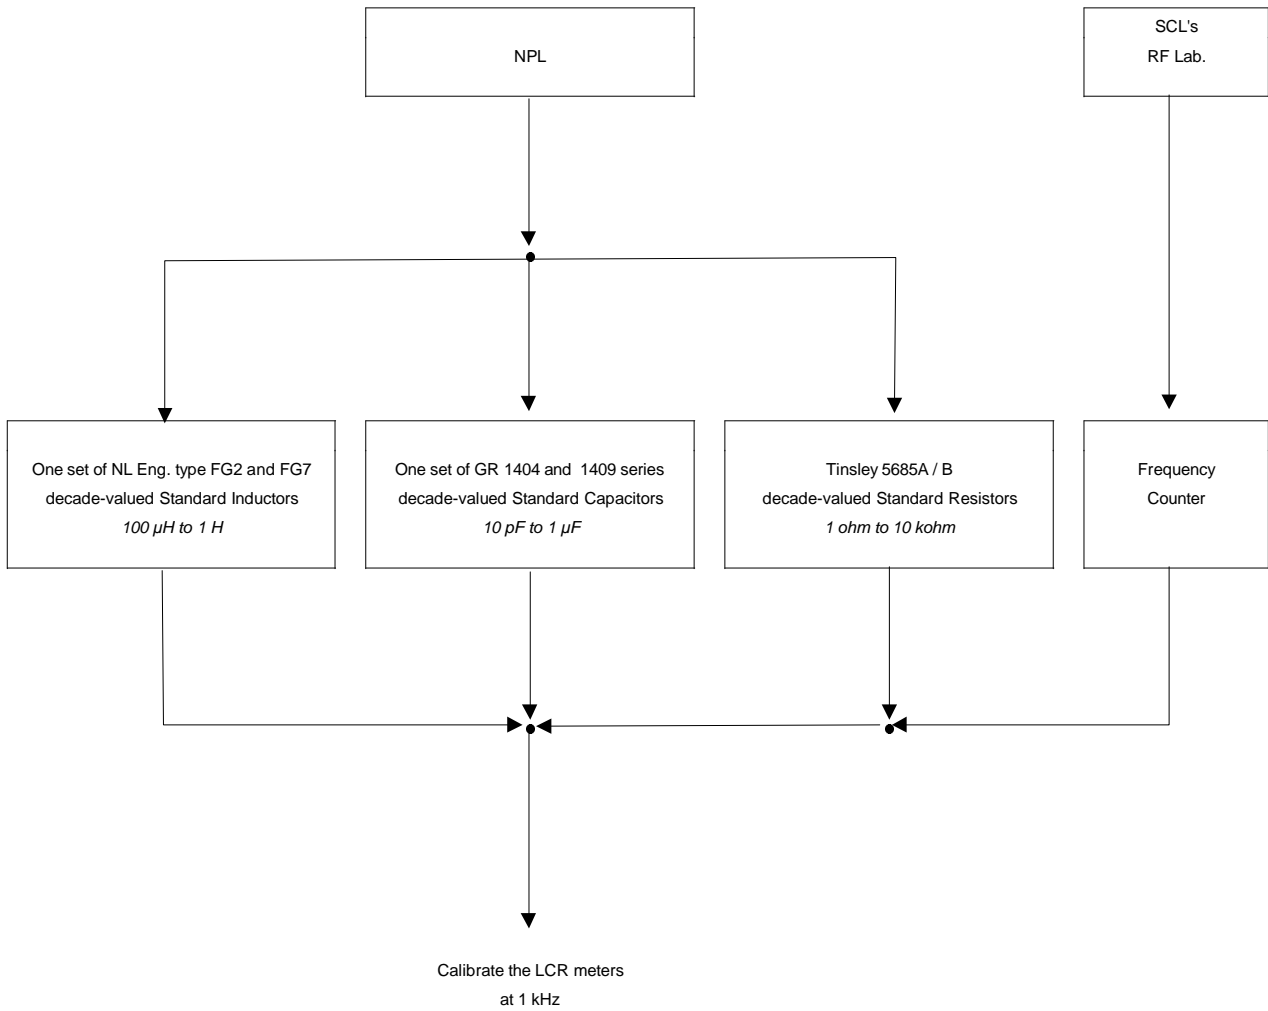 NPL
SCL's
RF Lab.
One set of NL Eng. type FG2 and FG7
decade-valued Standard Inductors
100 µH to 1 H
One set of GR 1404 and 1409 series
decade-valued Standard Capacitors
10 pF to 1 µF
Tinsley 5685A / B
decade-valued Standard Resistors
1 ohm to 10 kohm
Frequency
Counter
Calibrate the LCR meters
at 1 kHz